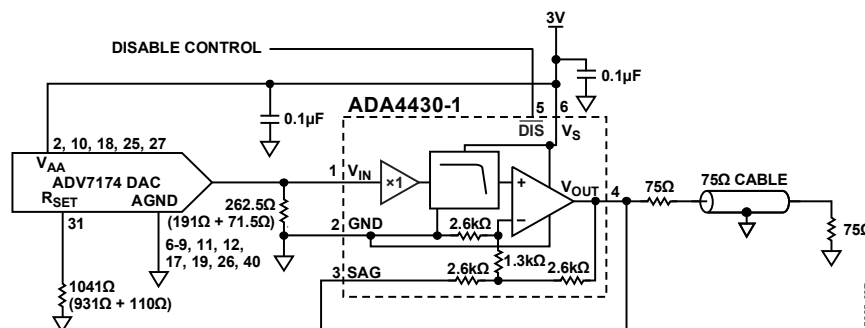 3V
DISABLE CONTROL
0.1µF
0.1µF
ADA4430-1
5
6
DIS
VS
2, 10, 18, 25, 27
VAA
ADV7174 DAC
RSET
AGND
31
1
VIN
×1
+
−
VOUT
4
75Ω
75Ω CABLE
75Ω
262.5Ω
(191Ω + 71.5Ω)
2
GND
2.6kΩ
1.3kΩ
6-9, 11, 12,
17, 19, 26, 40
3
SAG
2.6kΩ
2.6kΩ
1041Ω
(931Ω + 110Ω)